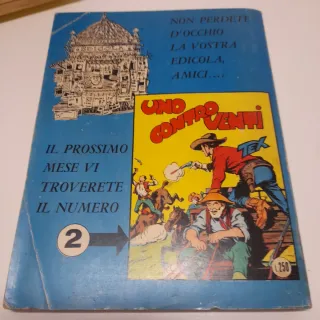 NON PERDETE
D'OCCHIO
LA VOSTRA
EDICOLA,
AMICI....
UNO
CONTRO
VENTI
TEX
IL PROSSIMO
MESE VI
TROVERETE
IL NUMERO
2
L. 250